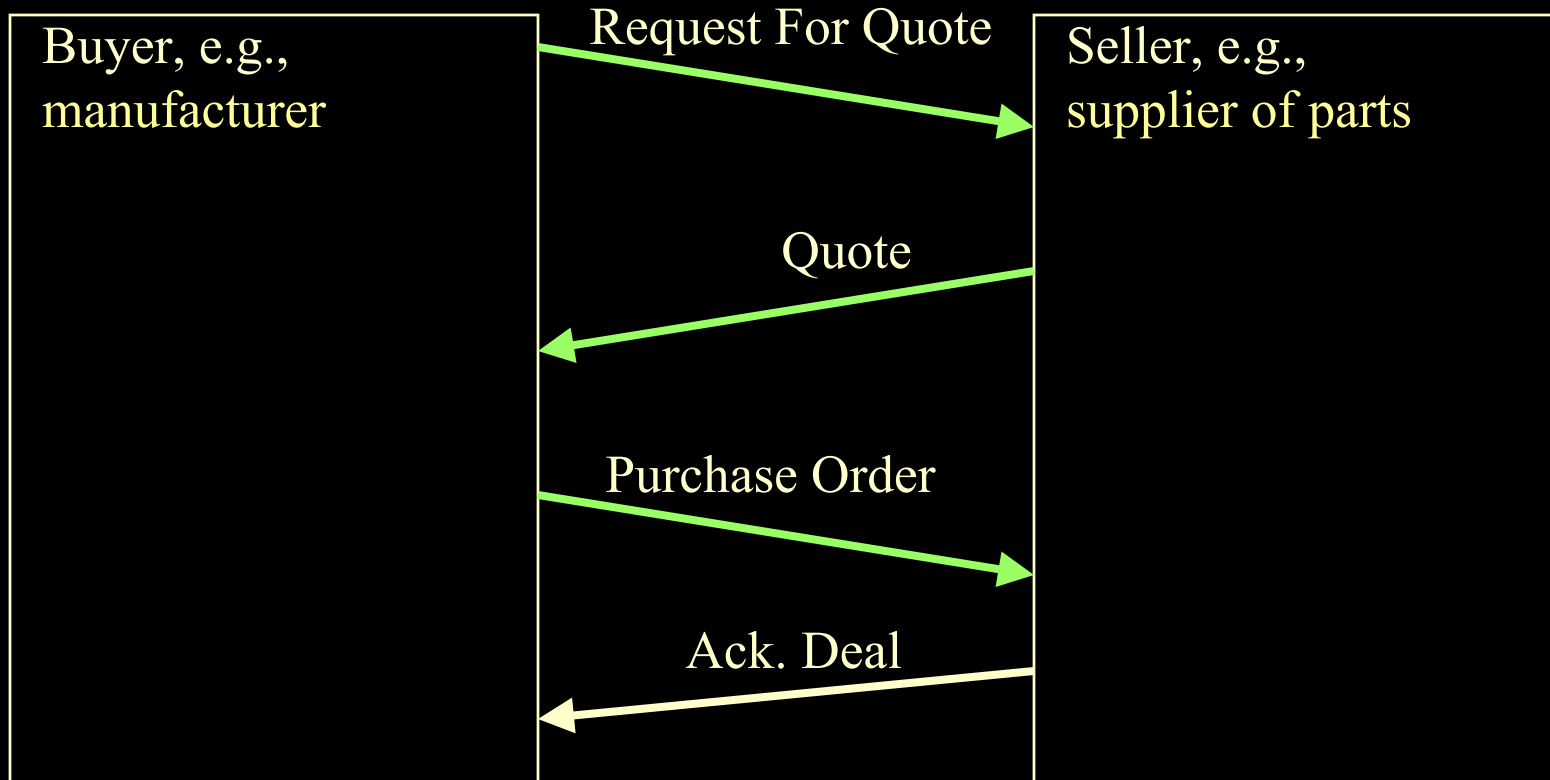 Buyer, e.g.,
manufacturer
Request For Quote
Seller, e.g.,
supplier of parts
Quote
Purchase Order
Ack. Deal